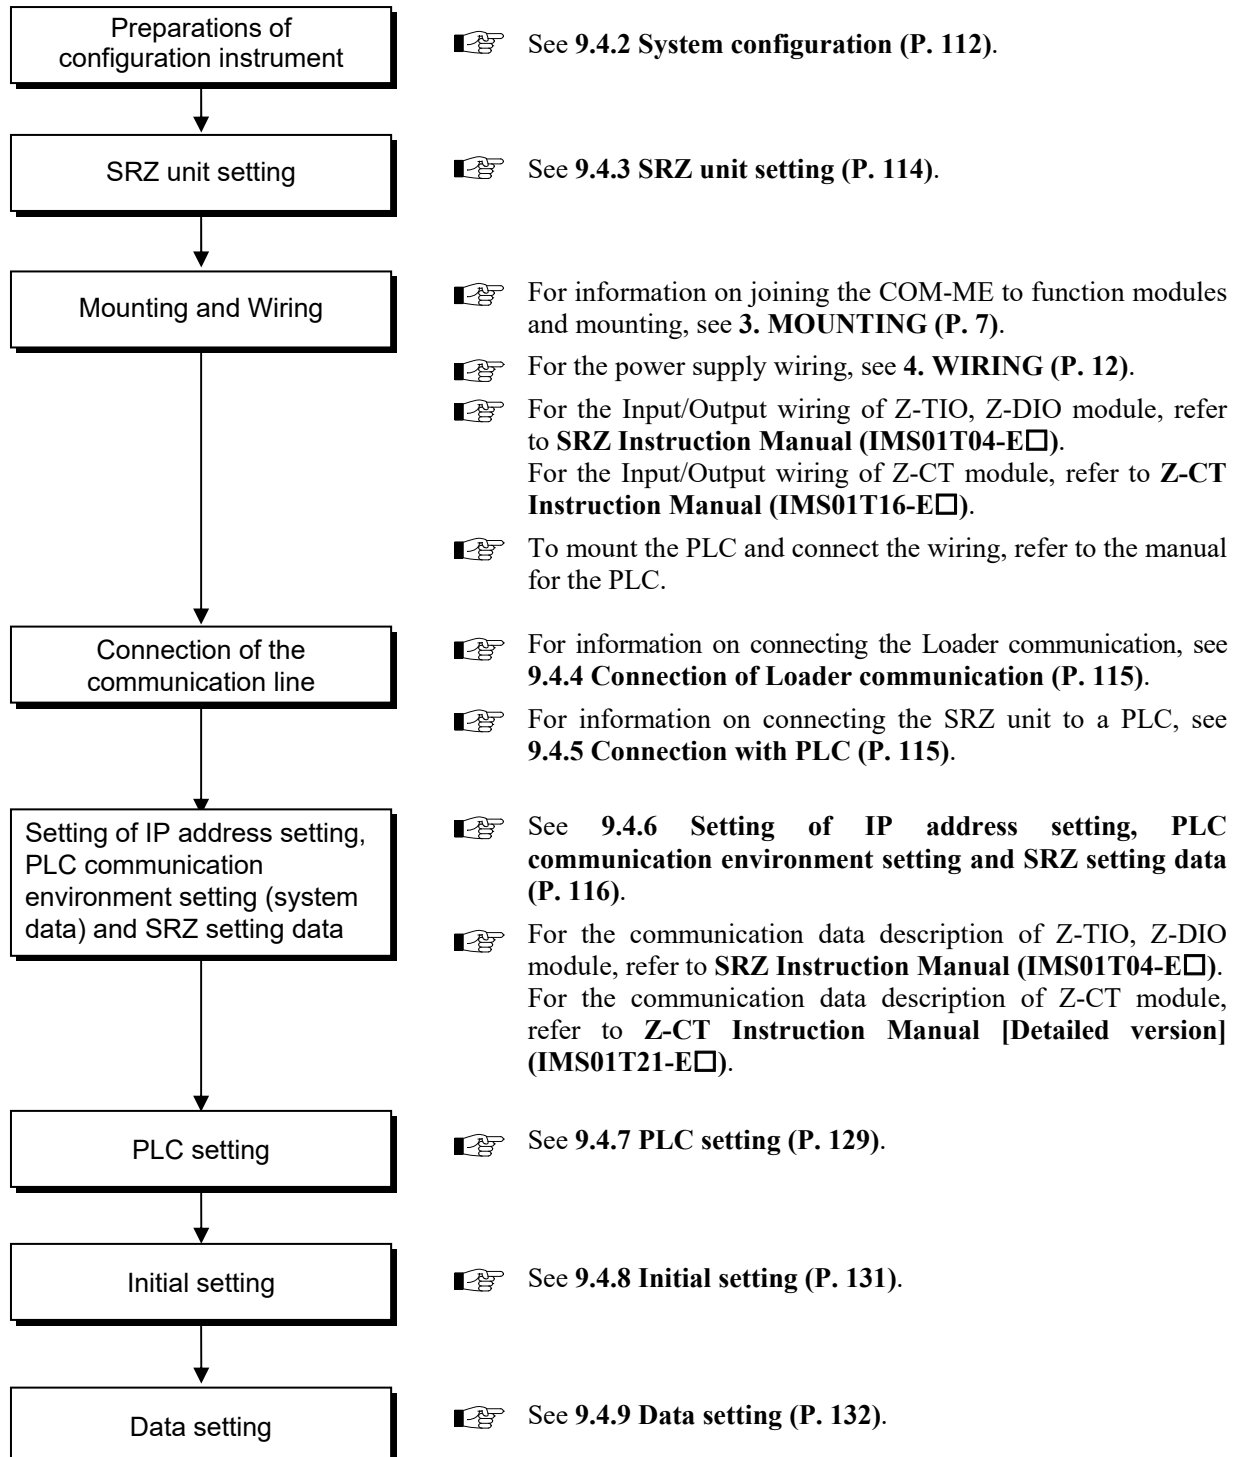 Preparations of
configuration instrument
See 9.4.2 System configuration (P. 112).
SRZ unit setting
See 9.4.3 SRZ unit setting (P. 114).
Mounting and Wiring
For information on joining the COM-ME to function modules
and mounting, see 3. MOUNTING (P. 7).
For the power supply wiring, see 4. WIRING (P. 12).
For the Input/Output wiring of Z-TIO, Z-DIO module, refer
to SRZ Instruction Manual (IMS01T04-E□).
For the Input/Output wiring of Z-CT module, refer to Z-CT
Instruction Manual (IMS01T16-E□).
To mount the PLC and connect the wiring, refer to the manual
for the PLC.
Connection of the
communication line
For information on connecting the Loader communication, see
9.4.4 Connection of Loader communication (P. 115).
For information on connecting the SRZ unit to a PLC, see
9.4.5 Connection with PLC (P. 115).
Setting of IP address setting,
PLC communication
environment setting (system
data) and SRZ setting data
See 9.4.6 Setting of IP address setting, PLC
communication environment setting and SRZ setting data
(P. 116).
For the communication data description of Z-TIO, Z-DIO
module, refer to SRZ Instruction Manual (IMS01T04-E□).
For the communication data description of Z-CT module,
refer to Z-CT Instruction Manual [Detailed version]
(IMS01T21-E□).
PLC setting
See 9.4.7 PLC setting (P. 129).
Initial setting
See 9.4.8 Initial setting (P. 131).
Data setting
See 9.4.9 Data setting (P. 132).